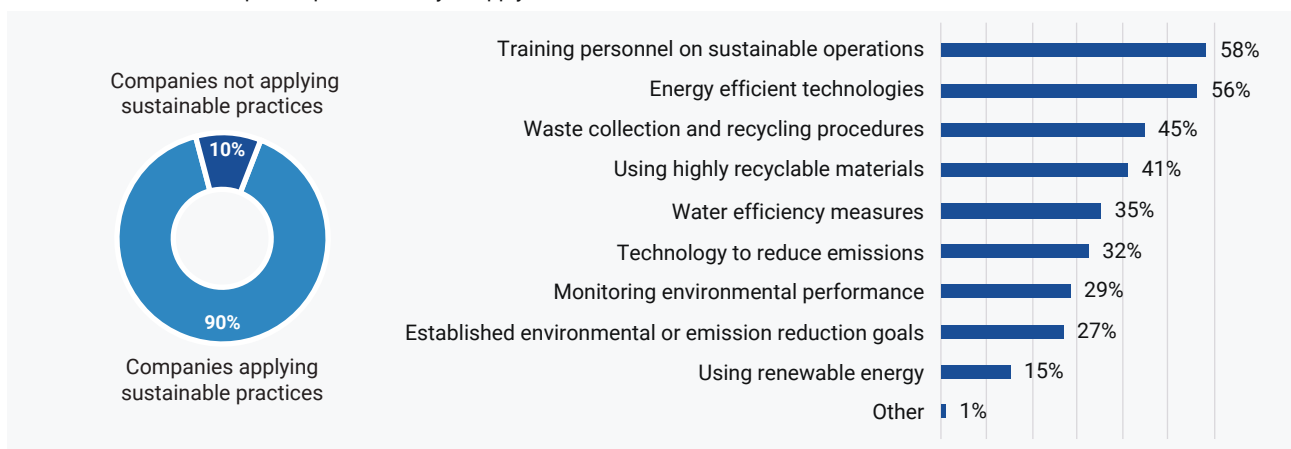 Companies not applying
sustainable practices
10%
90%
Companies applying
sustainable practices
Training personnel on sustainable operations 58%
Energy efficient technologies 56%
Waste collection and recycling procedures 45%
Using highly recyclable materials 41%
Water efficiency measures 35%
Technology to reduce emissions 32%
Monitoring environmental performance 29%
Established environmental or emission reduction goals 27%
Using renewable energy 15%
Other 1%